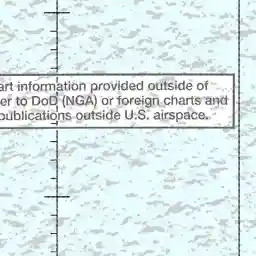 art information provided outside of
er to DoD (NGA) or foreign charts and
publications outside U.S. airspace.